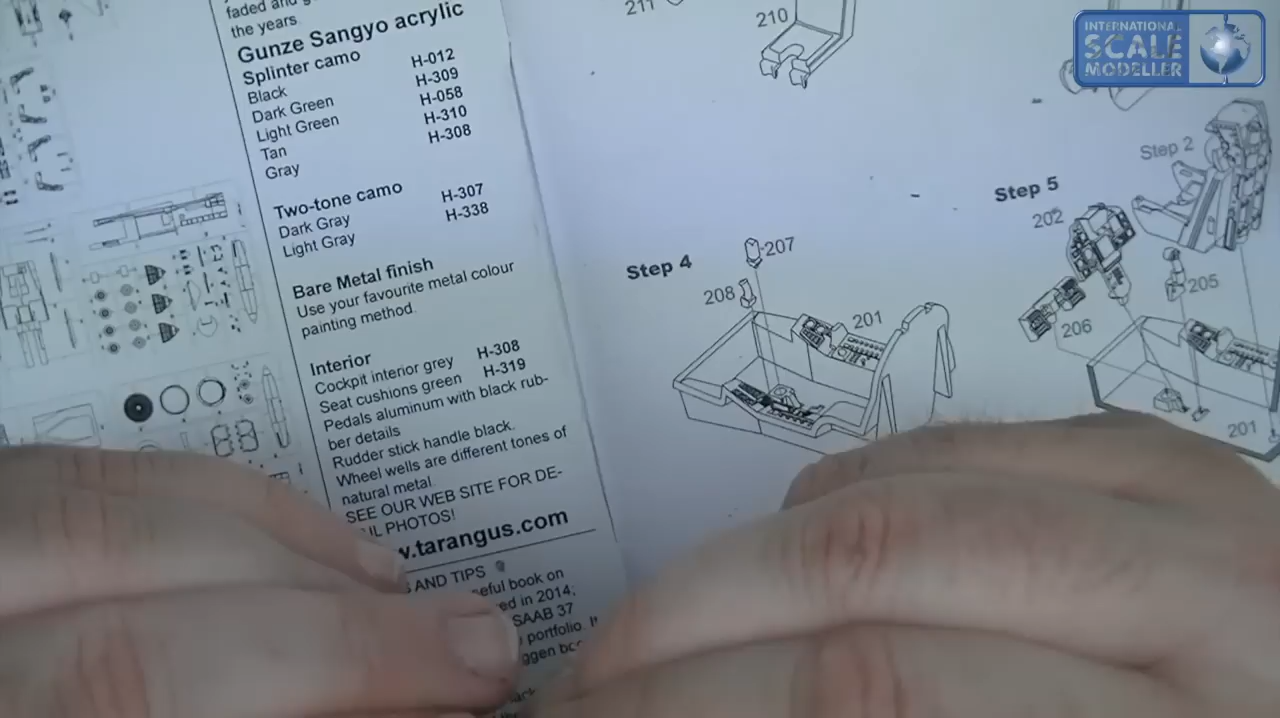 faded and
the years.
Gunze Sangyo acrylic
Splinter camo
Black H-012
Dark Green H-309
Light Green H-058
Tan H-310
Gray H-308
Two-tone camo
Dark Gray H-307
Light Gray H-338
Bare Metal finish
Use your favourite metal colour
painting method.
Interior
Cockpit interior grey H-308
Seat cushions green H-319
Pedals aluminum with black rub-
ber details
Rudder stick handle black.
Wheel wells are different tones of
natural metal.
SEE OUR WEB SITE FOR DE-
IL PHOTOS!
w.tarangus.com
AND TIPS
eful book on
ed in 2014;
SAAB 37
portfolio. It
ggen
211
210
Step 4
207
208
201
Step 2
Step 5
202
205
206
201
INTERNATIONAL
SCALE
MODELLER